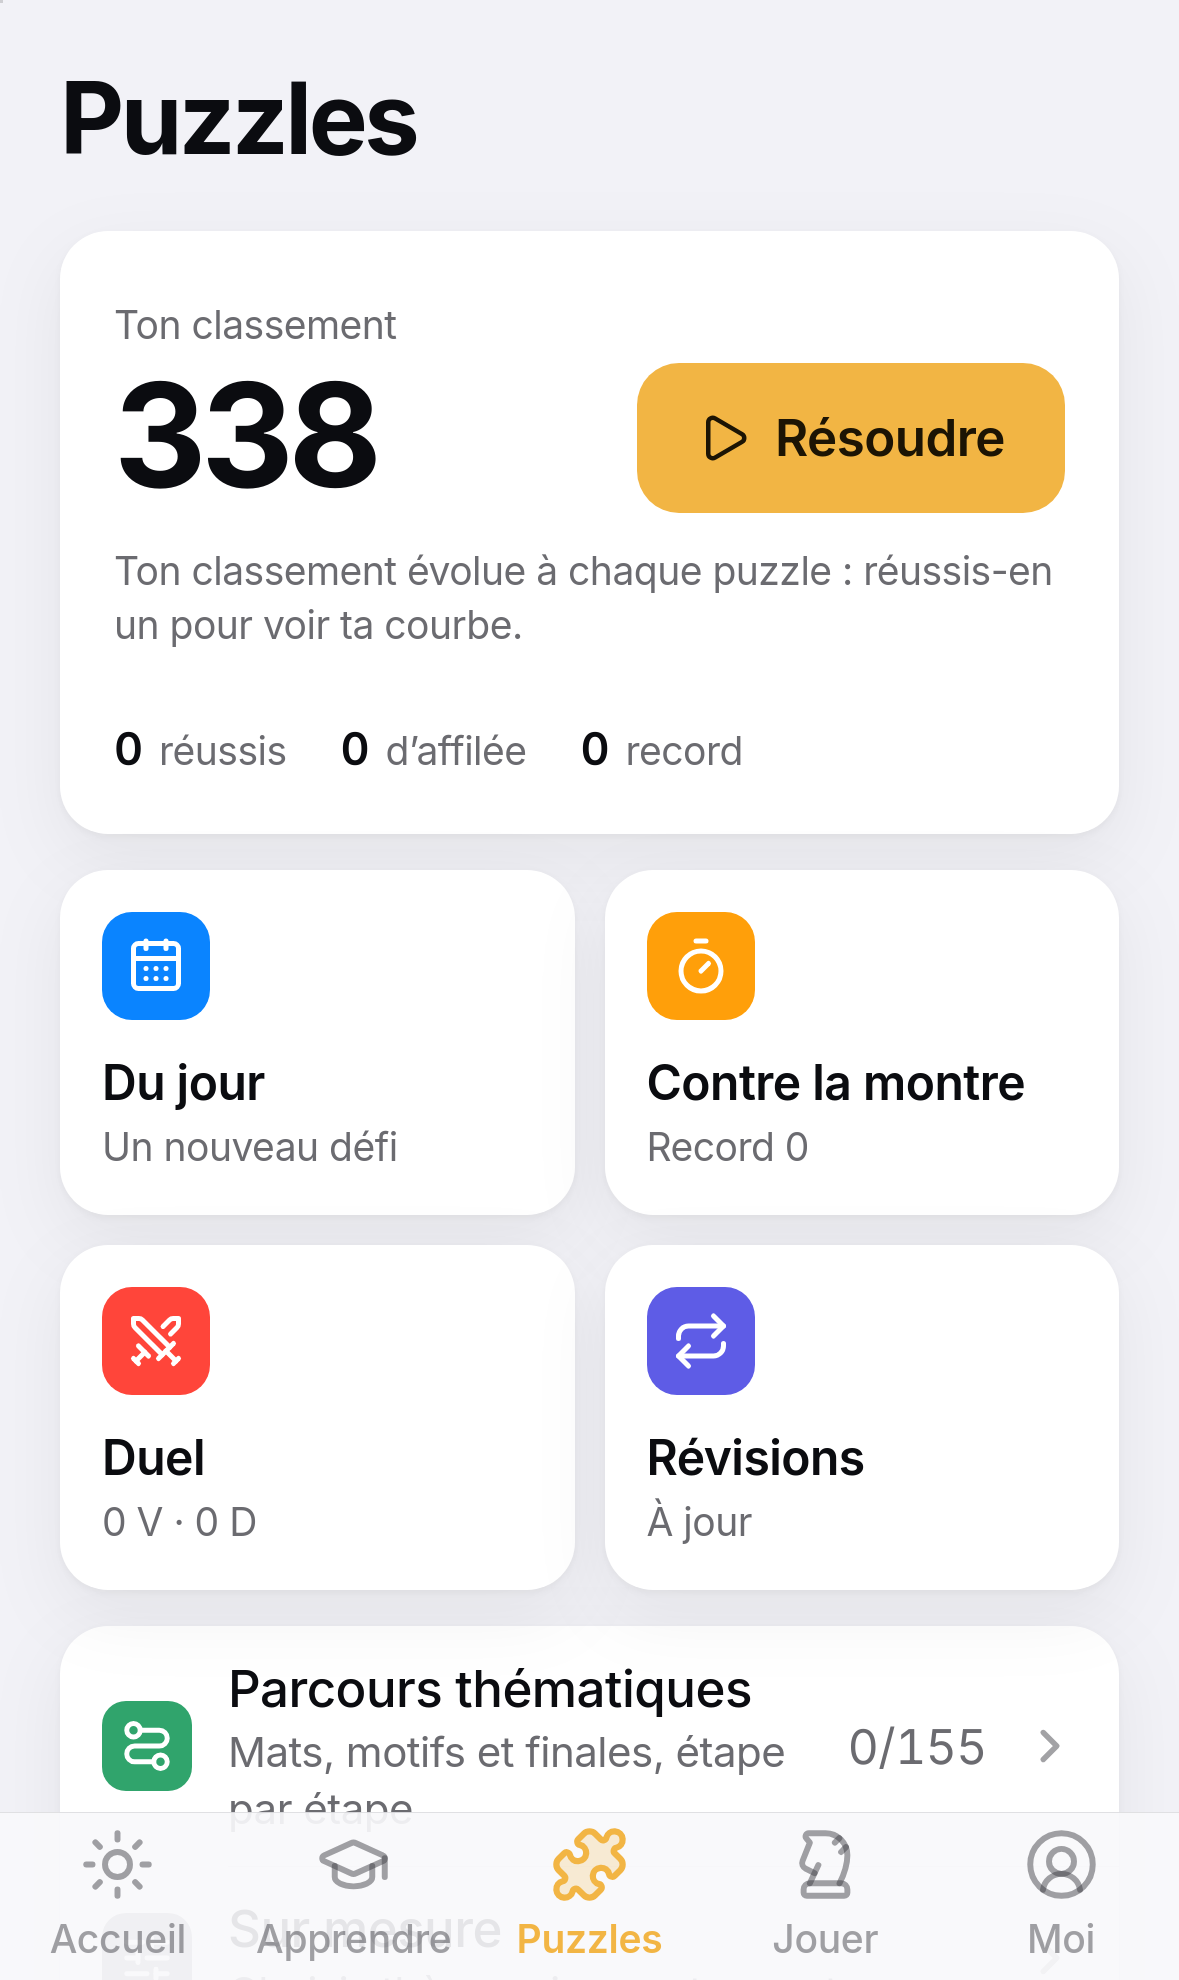 Puzzles
Ton classement
338
Résoudre
Ton classement évolue à chaque puzzle : réussis-en
un pour voir ta courbe.
0 réussis 0 d’affilée 0 record
Du jour
Un nouveau défi
Contre la montre
Record 0
Duel
0 V · 0 D
Révisions
À jour
Parcours thématiques
Mats, motifs et finales, étape
par étape
0/155
Sur mesure
Accueil
Apprendre
Puzzles
Jouer
Moi